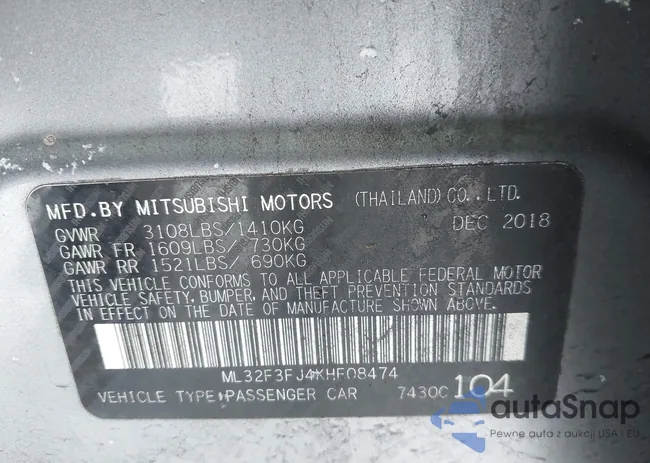 MFD.BY MITSUBISHI MOTORS (THAILAND) CO., LTD.
GVWR 3108LBS/1410KG DEC 2018
GAWR FR 1609LBS/ 730KG
GAWR RR 1521LBS/ 690KG
THIS VEHICLE CONFORMS TO ALL APPLICABLE FEDERAL MOTOR
VEHICLE SAFETY, BUMPER, AND THEFT PREVENTION STANDARDS
IN EFFECT ON THE DATE OF MANUFACTURE SHOWN ABOVE.
ML32F3FJ4KHF08474
VEHICLE TYPE:PASSENGER CAR 7430C 104
autoSnap
Pewne auta z aukcji USA i EU